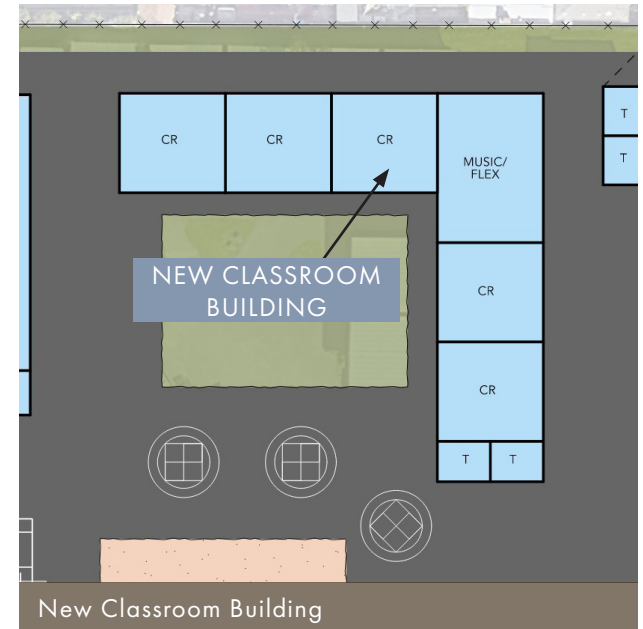 T
CR
CR
CR
MUSIC/
FLEX
T
NEW CLASSROOM
BUILDING
CR
CR
T
T
New Classroom Building